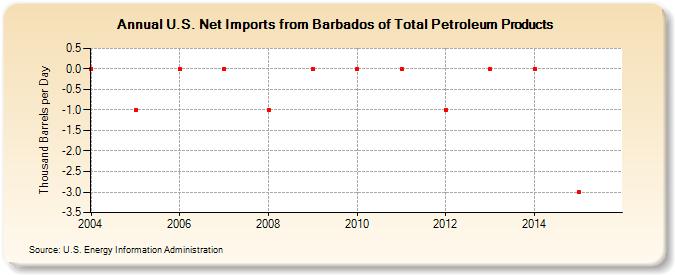 Annual U.S. Net Imports from Barbados of Total Petroleum Products
Thousand Barrels per Day
0.5
0.0
-0.5
-1.0
-1.5
-2.0
-2.5
-3.0
-3.5
2004 2006 2008 2010 2012 2014
Source: U.S. Energy Information Administration